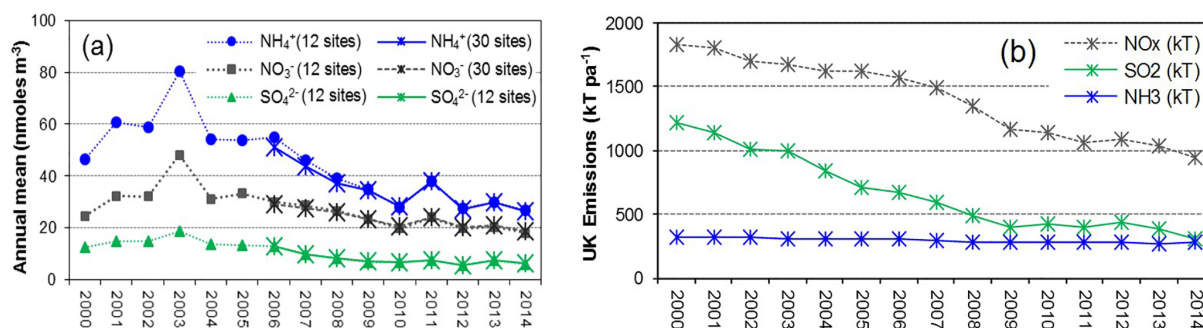 100
80
60
40
20
0
Annual mean (nmoles m⁻³)
(a)
NH₄⁺(12 sites) NH₄⁺(30 sites)
NO₃⁻(12 sites) NO₃⁻(30 sites)
SO₄²⁻(12 sites) SO₄²⁻(12 sites)
2000 2001 2002 2003 2004 2005 2006 2007 2008 2009 2010 2011 2012 2013 2014
2000
1500
1000
500
0
UK Emissions (kT pa⁻¹)
(b)
NOx (kT)
SO2 (kT)
NH3 (kT)
2000 2001 2002 2003 2004 2005 2006 2007 2008 2009 2010 2011 2012 2013 2014